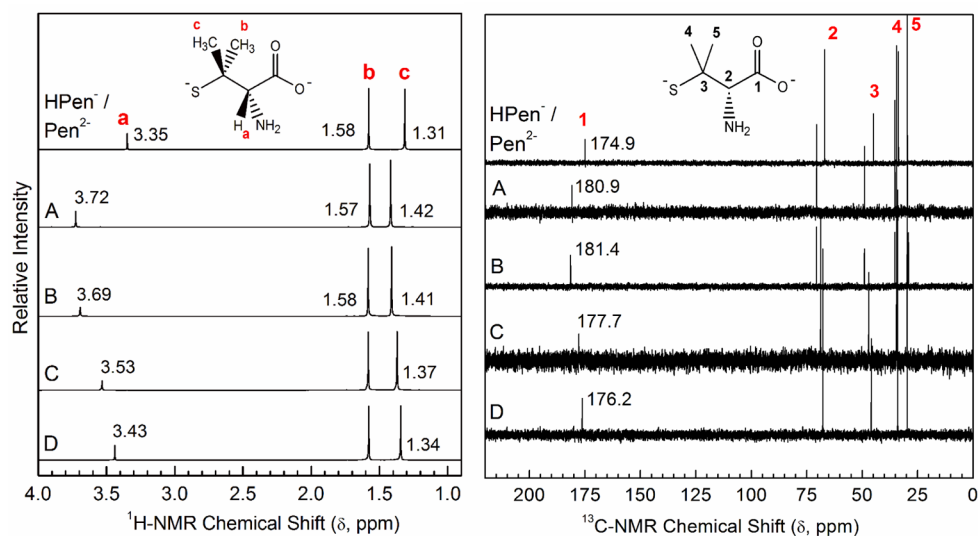 c
b
H₃C
CH₃
O
⁻S
O⁻
H
NH₂
a
HPen⁻ /
Pen²⁻
a
3.35
b
c
1.58
1.31
A
3.72
1.57
1.42
B
3.69
1.58
1.41
C
3.53
1.37
D
3.43
1.34
4.0 3.5 3.0 2.5 2.0 1.5 1.0
¹H-NMR Chemical Shift (δ, ppm)
Relative Intensity
4
5
O
⁻S
3
2
1
O⁻
NH₂
2
4
5
3
HPen⁻ /
Pen²⁻
1
174.9
A
180.9
B
181.4
C
177.7
D
176.2
200 175 150 125 100 75 50 25 0
¹³C-NMR Chemical Shift (δ, ppm)